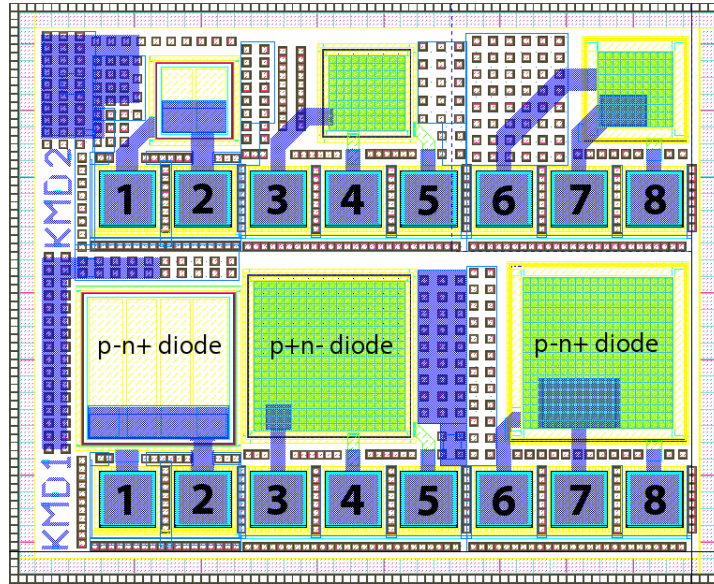 KMD2
1 2 3 4 5 6 7 8
p-n+ diode p+n- diode p-n+ diode
KMD1
1 2 3 4 5 6 7 8